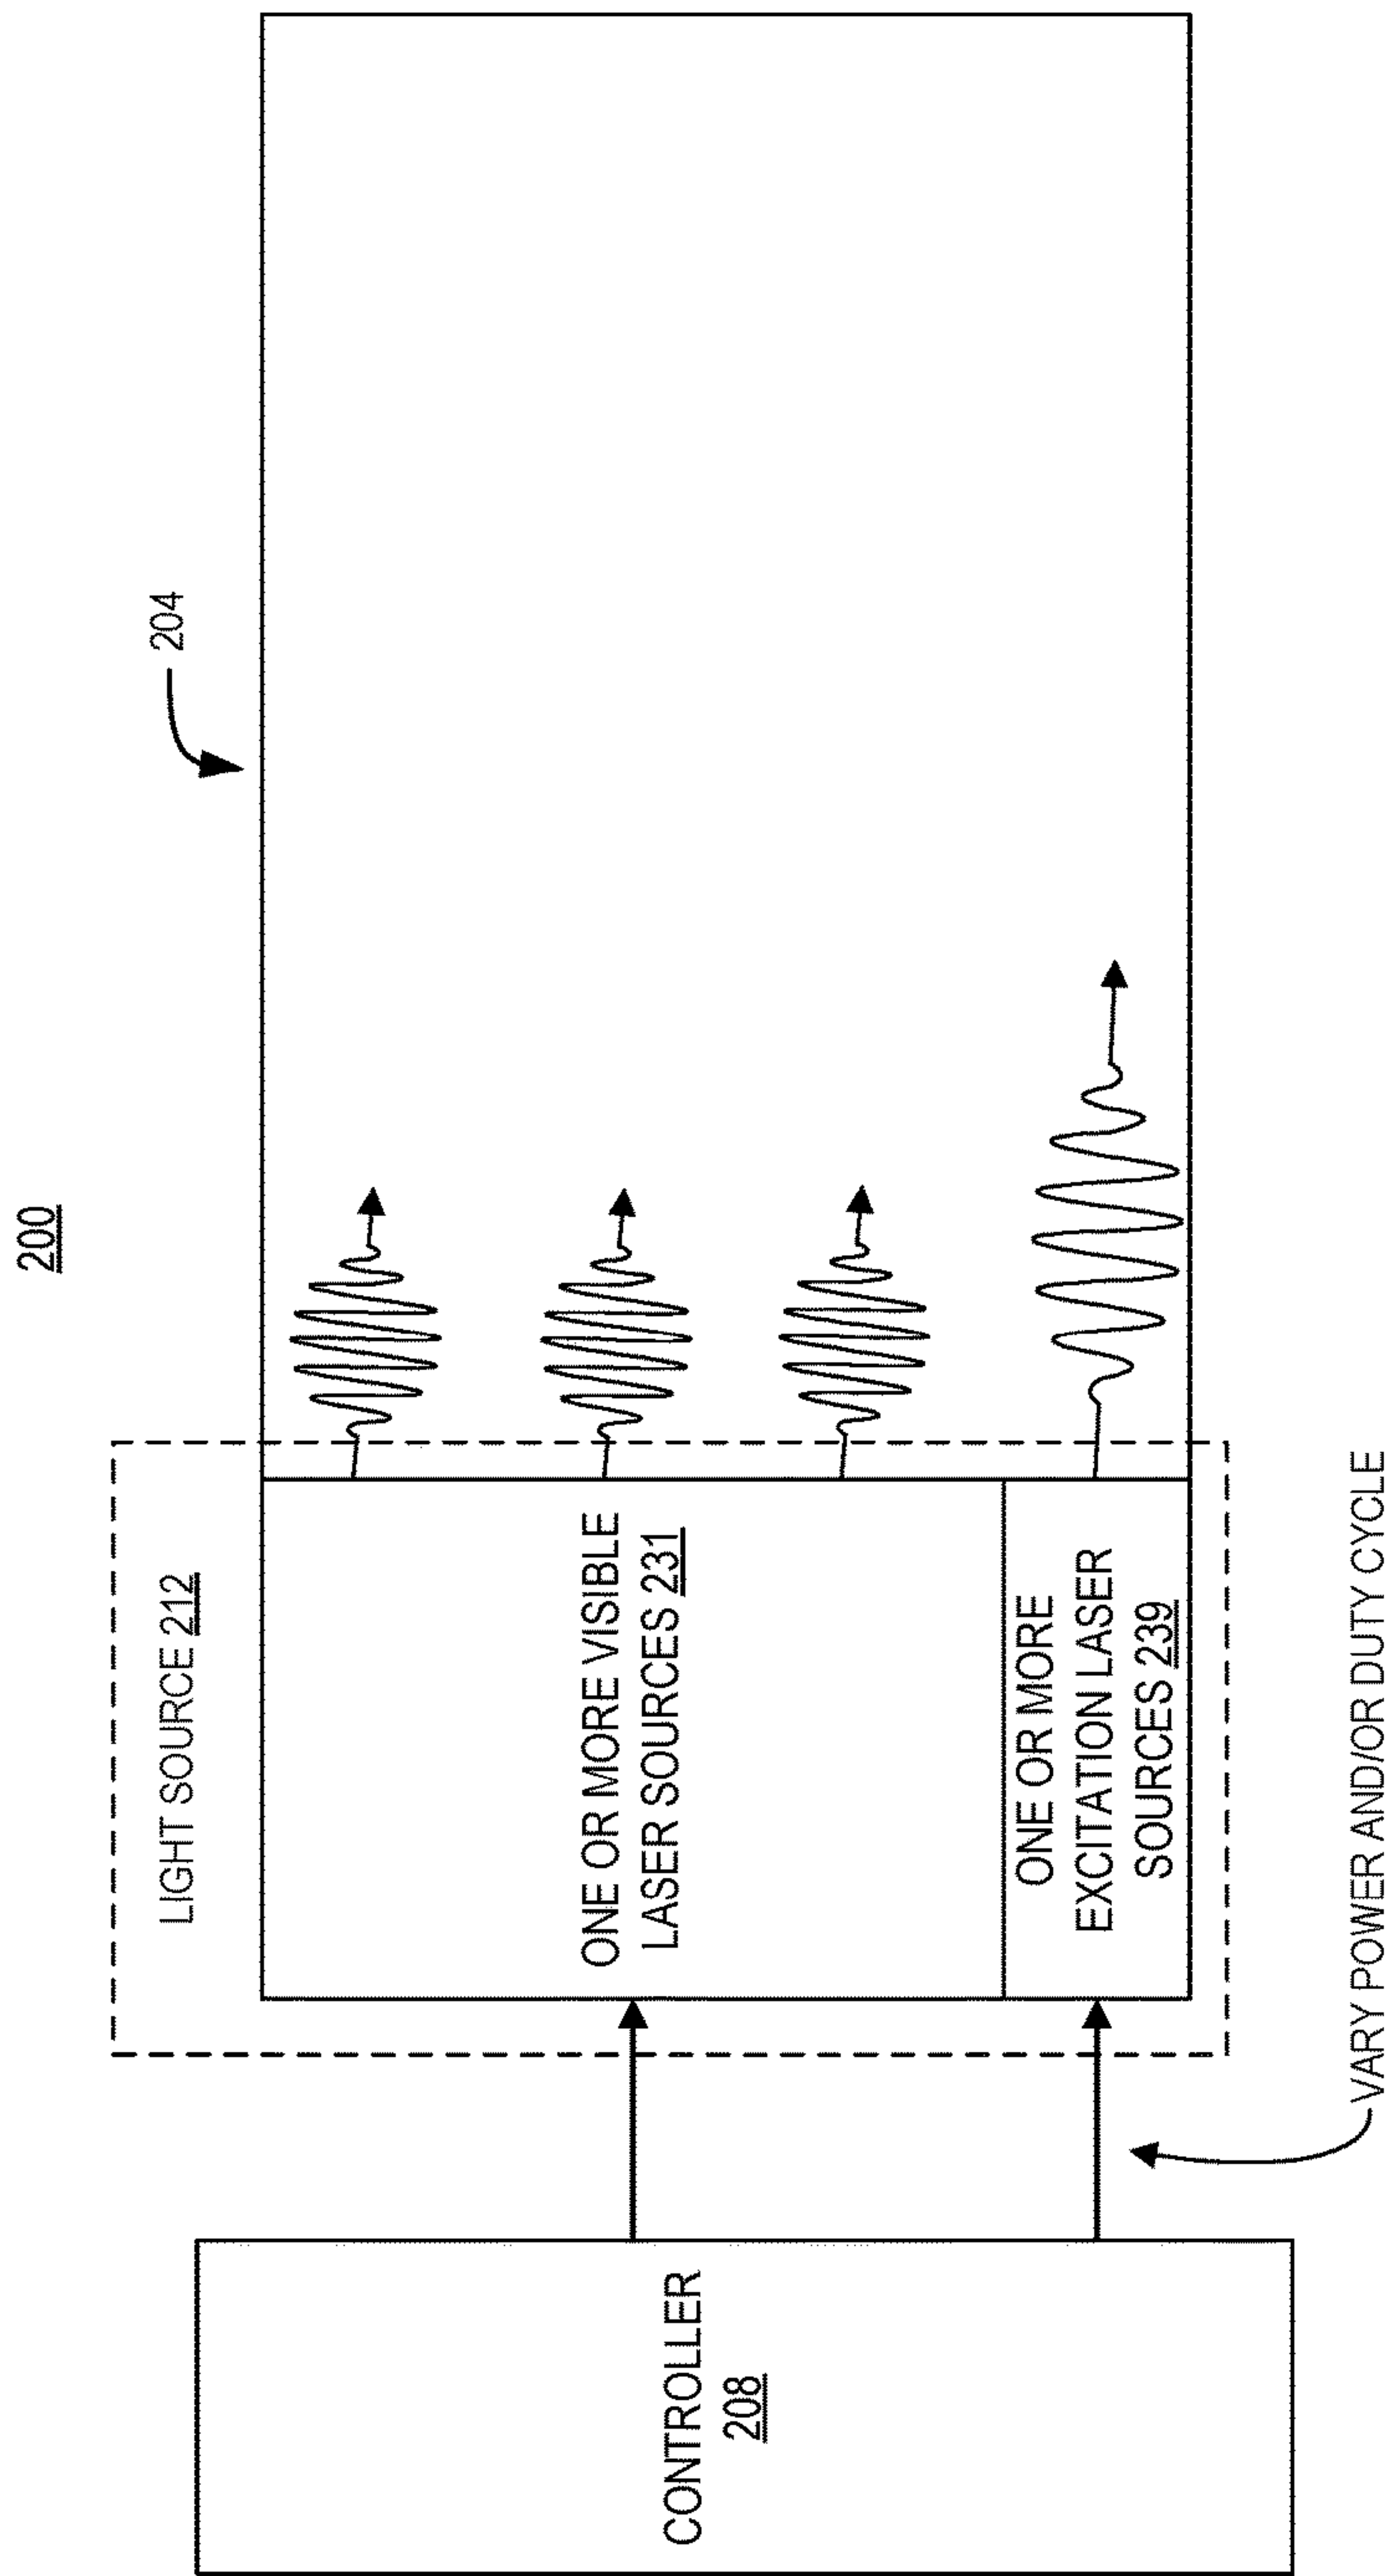 200
204
LIGHT SOURCE 212
ONE OR MORE VISIBLE
LASER SOURCES 231
ONE OR MORE
EXCITATION LASER
SOURCES 239
CONTROLLER
208
VARY POWER AND/OR DUTY CYCLE